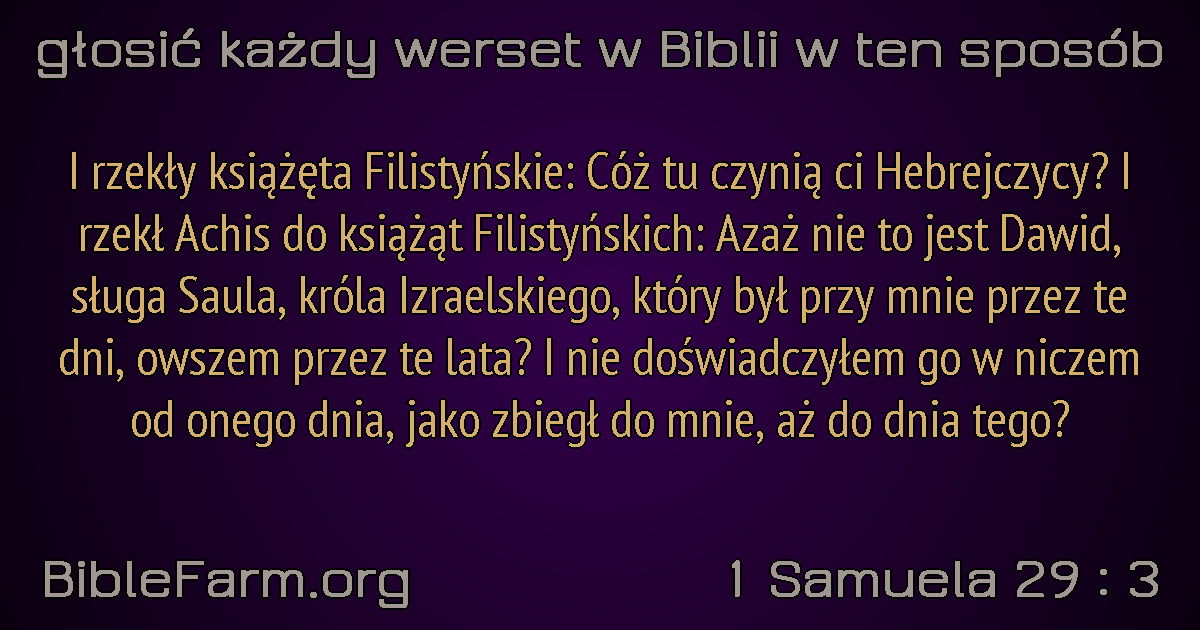 głosić każdy werset w Biblii w ten sposób
I rzekły książęta Filistyńskie: Cóż tu czynią ci Hebrejczycy? I
rzekł Achis do książąt Filistyńskich: Azaż nie to jest Dawid,
sługa Saula, króla Izraelskiego, który był przy mnie przez te
dni, owszem przez te lata? I nie doświadczyłem go w niczem
od onego dnia, jako zbiegł do mnie, aż do dnia tego?
BibleFarm.org
1 Samuela 29 : 3